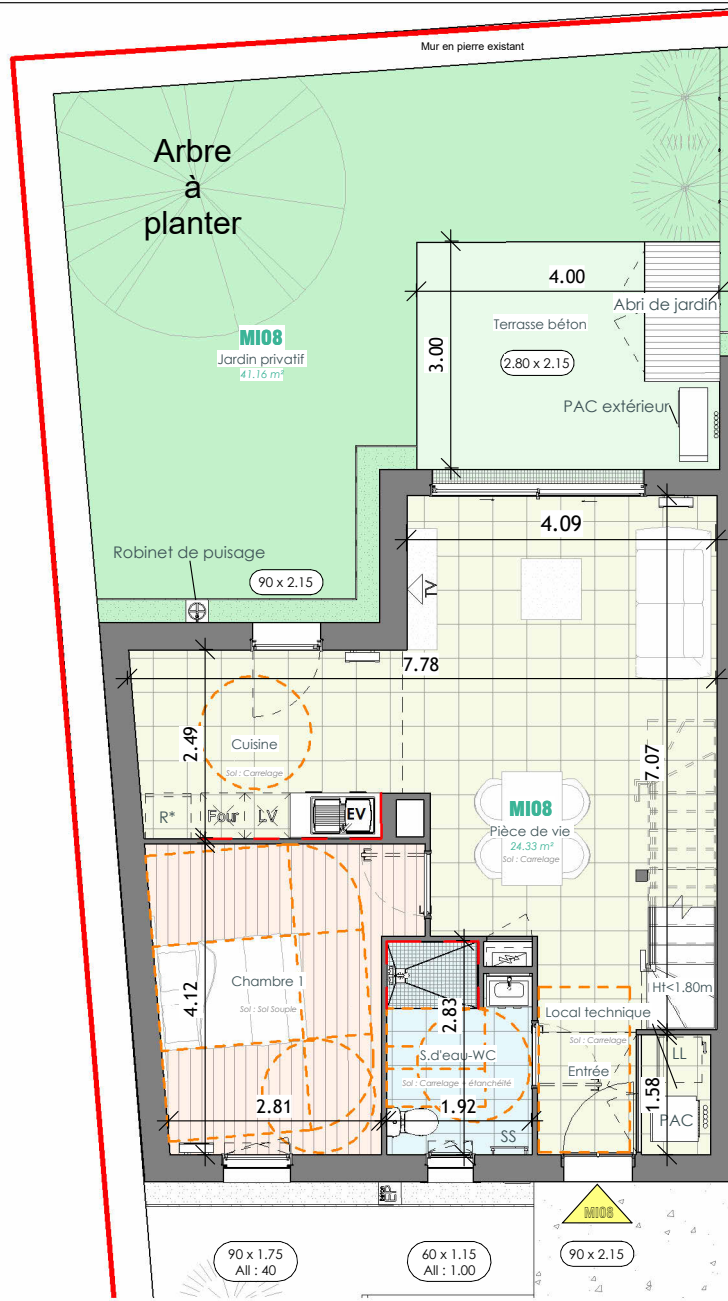 Mur en pierre existant
Arbre
à
planter
4.00
Abri de jardin
Terrasse béton
MI08
Jardin privatif
41.16 m²
3.00
2.80 x 2.15
PAC extérieur
4.09
Robinet de puisage
90 x 2.15
TV
7.78
2.49
Cuisine
Sol : Carrelage
7.07
R*
Four
LV
EV
MI08
Pièce de vie
24.33 m²
Sol : Carrelage
Chambre 1
Sol : Sol Souple
4.12
2.83
Ht<1.80m
Local technique
Sol : Carrelage
S.d'eau-WC
Sol : Carrelage + étanchéité
Entrée
LL
1.58
2.81
1.92
PAC
SS
EP
MI08
90 x 1.75
All : 40
60 x 1.15
All : 1.00
90 x 2.15